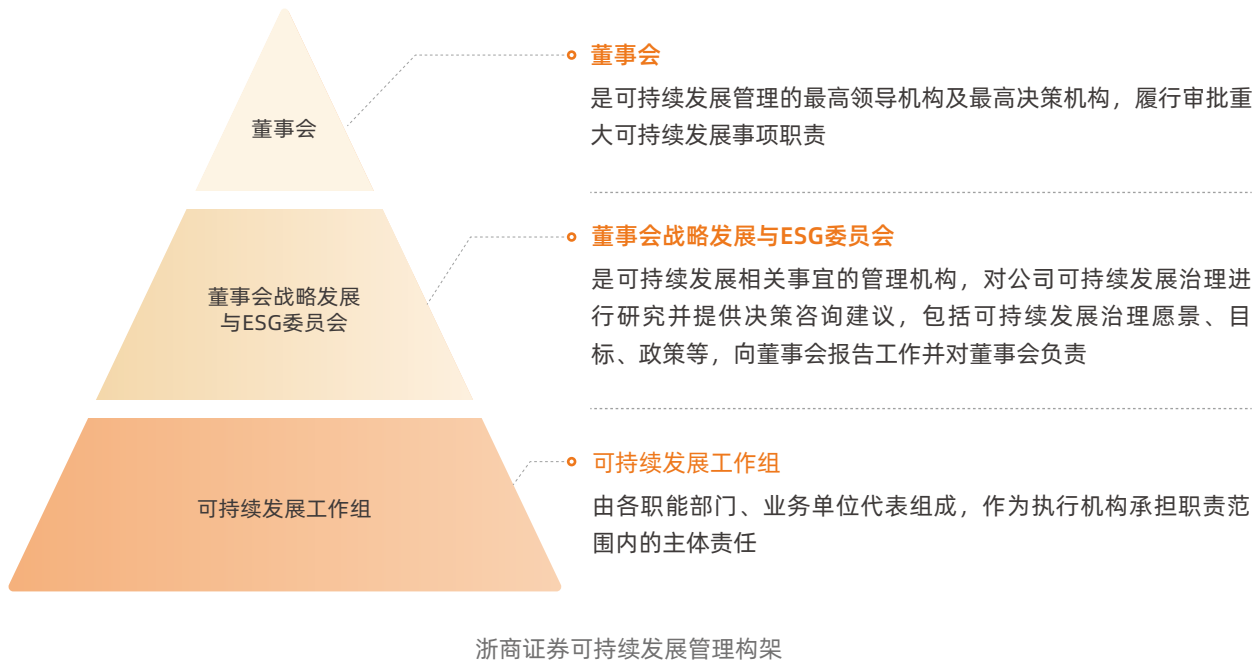 董事会
董事会
是可持续发展管理的最高领导机构及最高决策机构，履行审批重
大可持续发展事项职责
董事会战略发展
与ESG委员会
董事会战略发展与ESG委员会
是可持续发展相关事宜的管理机构，对公司可持续发展治理进
行研究并提供决策咨询建议，包括可持续发展治理愿景、目
标、政策等，向董事会报告工作并对董事会负责
可持续发展工作组
可持续发展工作组
由各职能部门、业务单位代表组成，作为执行机构承担职责范
围内的主体责任
浙商证券可持续发展管理构架